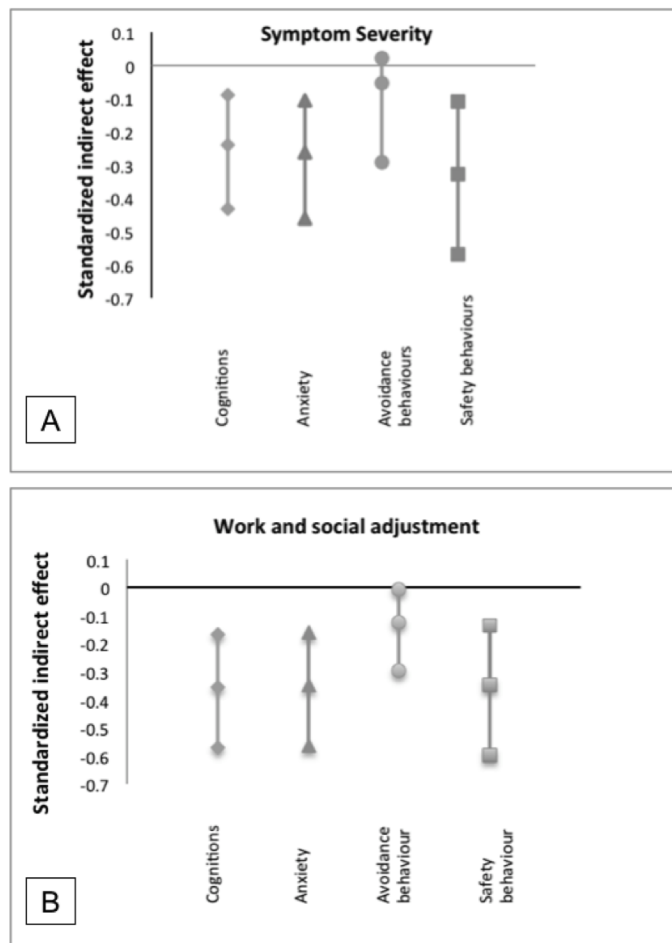 Symptom Severity
Standardized indirect effect
0.1
0
-0.1
-0.2
-0.3
-0.4
-0.5
-0.6
-0.7
Cognitions
Anxiety
Avoidance
behaviours
Safety behaviours
A
Work and social adjustment
Standardized indirect effect
0.1
0
-0.1
-0.2
-0.3
-0.4
-0.5
-0.6
-0.7
Cognitions
Anxiety
Avoidance
behaviour
Safety
behaviour
B